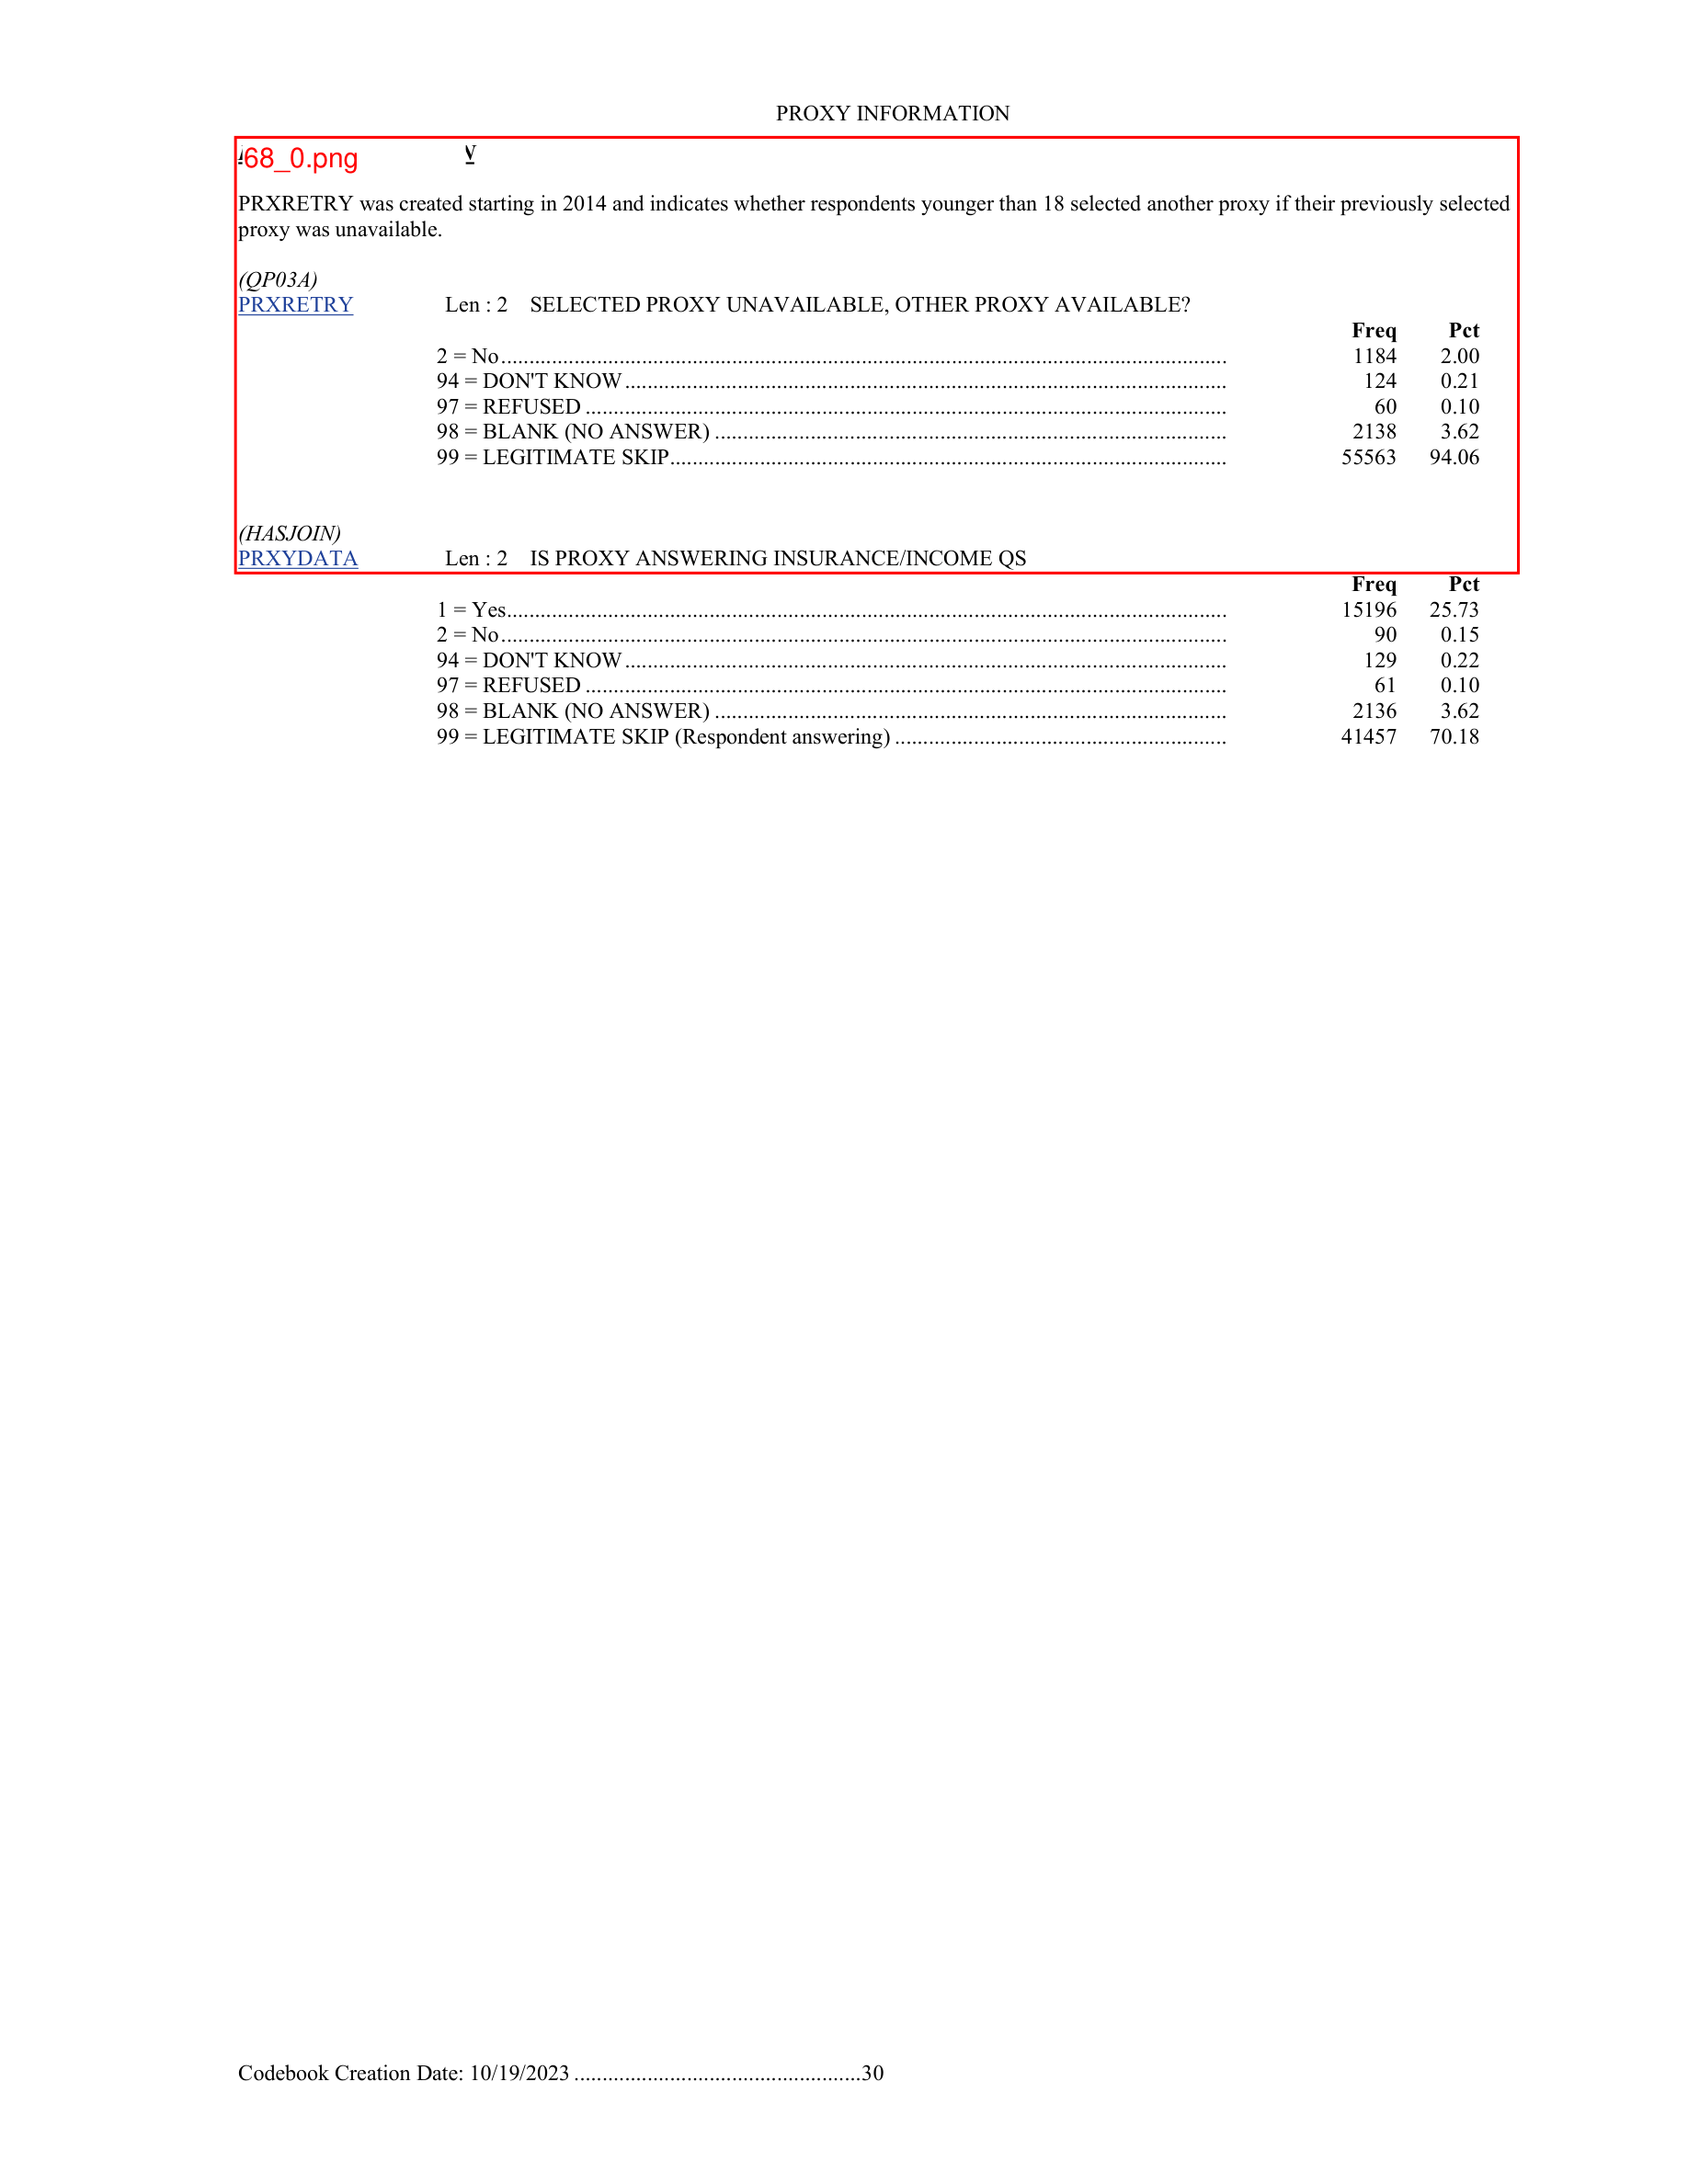 PROXY INFORMATION
68_0.png
PRXRETRY was created starting in 2014 and indicates whether respondents younger than 18 selected another proxy if their previously selected
proxy was unavailable.
(QP03A)
PRXRETRY Len : 2 SELECTED PROXY UNAVAILABLE, OTHER PROXY AVAILABLE?
Freq Pct
2 = No 1184 2.00
94 = DON'T KNOW 124 0.21
97 = REFUSED 60 0.10
98 = BLANK (NO ANSWER) 2138 3.62
99 = LEGITIMATE SKIP 55563 94.06
(HASJOIN)
PRXYDATA Len : 2 IS PROXY ANSWERING INSURANCE/INCOME QS
Freq Pct
1 = Yes 15196 25.73
2 = No 90 0.15
94 = DON'T KNOW 129 0.22
97 = REFUSED 61 0.10
98 = BLANK (NO ANSWER) 2136 3.62
99 = LEGITIMATE SKIP (Respondent answering) 41457 70.18
Codebook Creation Date: 10/19/2023 30